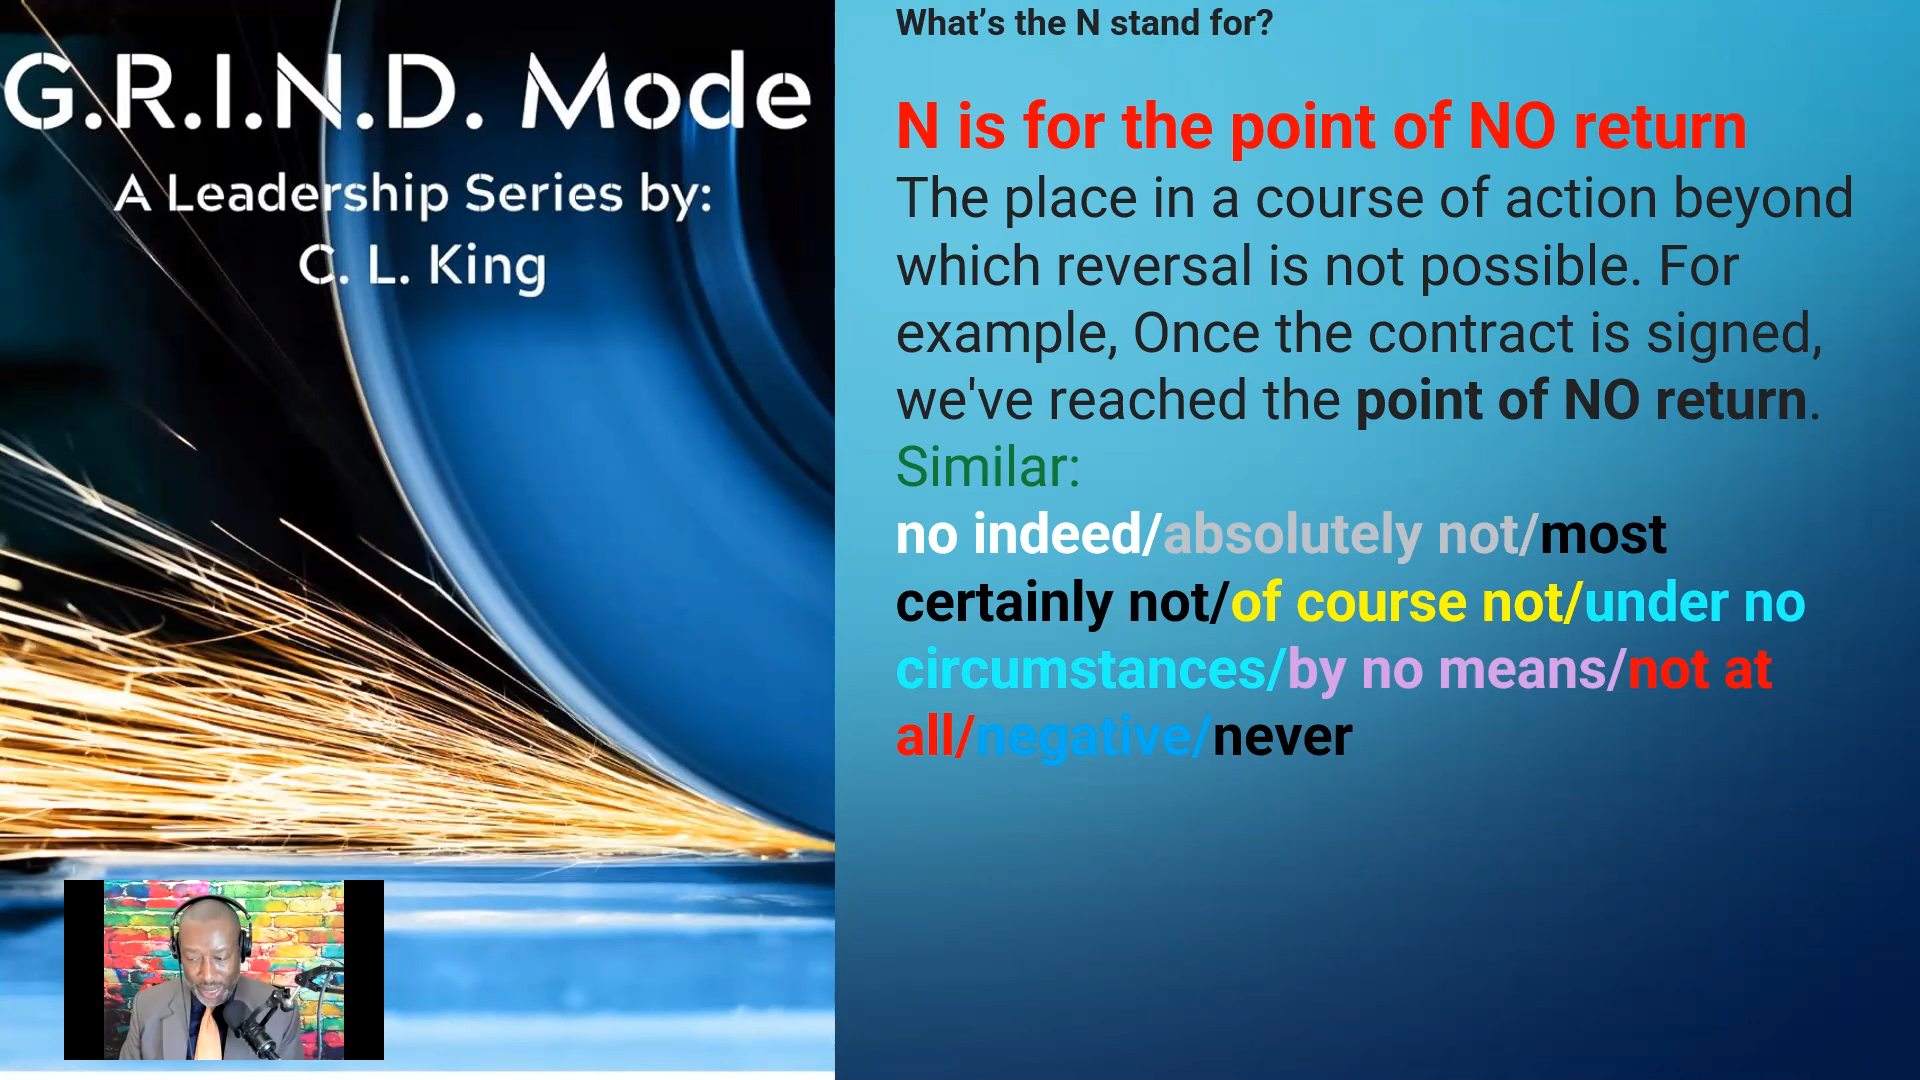 G.R.I.N.D. Mode
A Leadership Series by:
C. L. King
What’s the N stand for?
N is for the point of NO return
The place in a course of action beyond
which reversal is not possible. For
example, Once the contract is signed,
we've reached the point of NO return.
Similar:
no indeed/absolutely not/most
certainly not/of course not/under no
circumstances/by no means/not at
all/negative/never